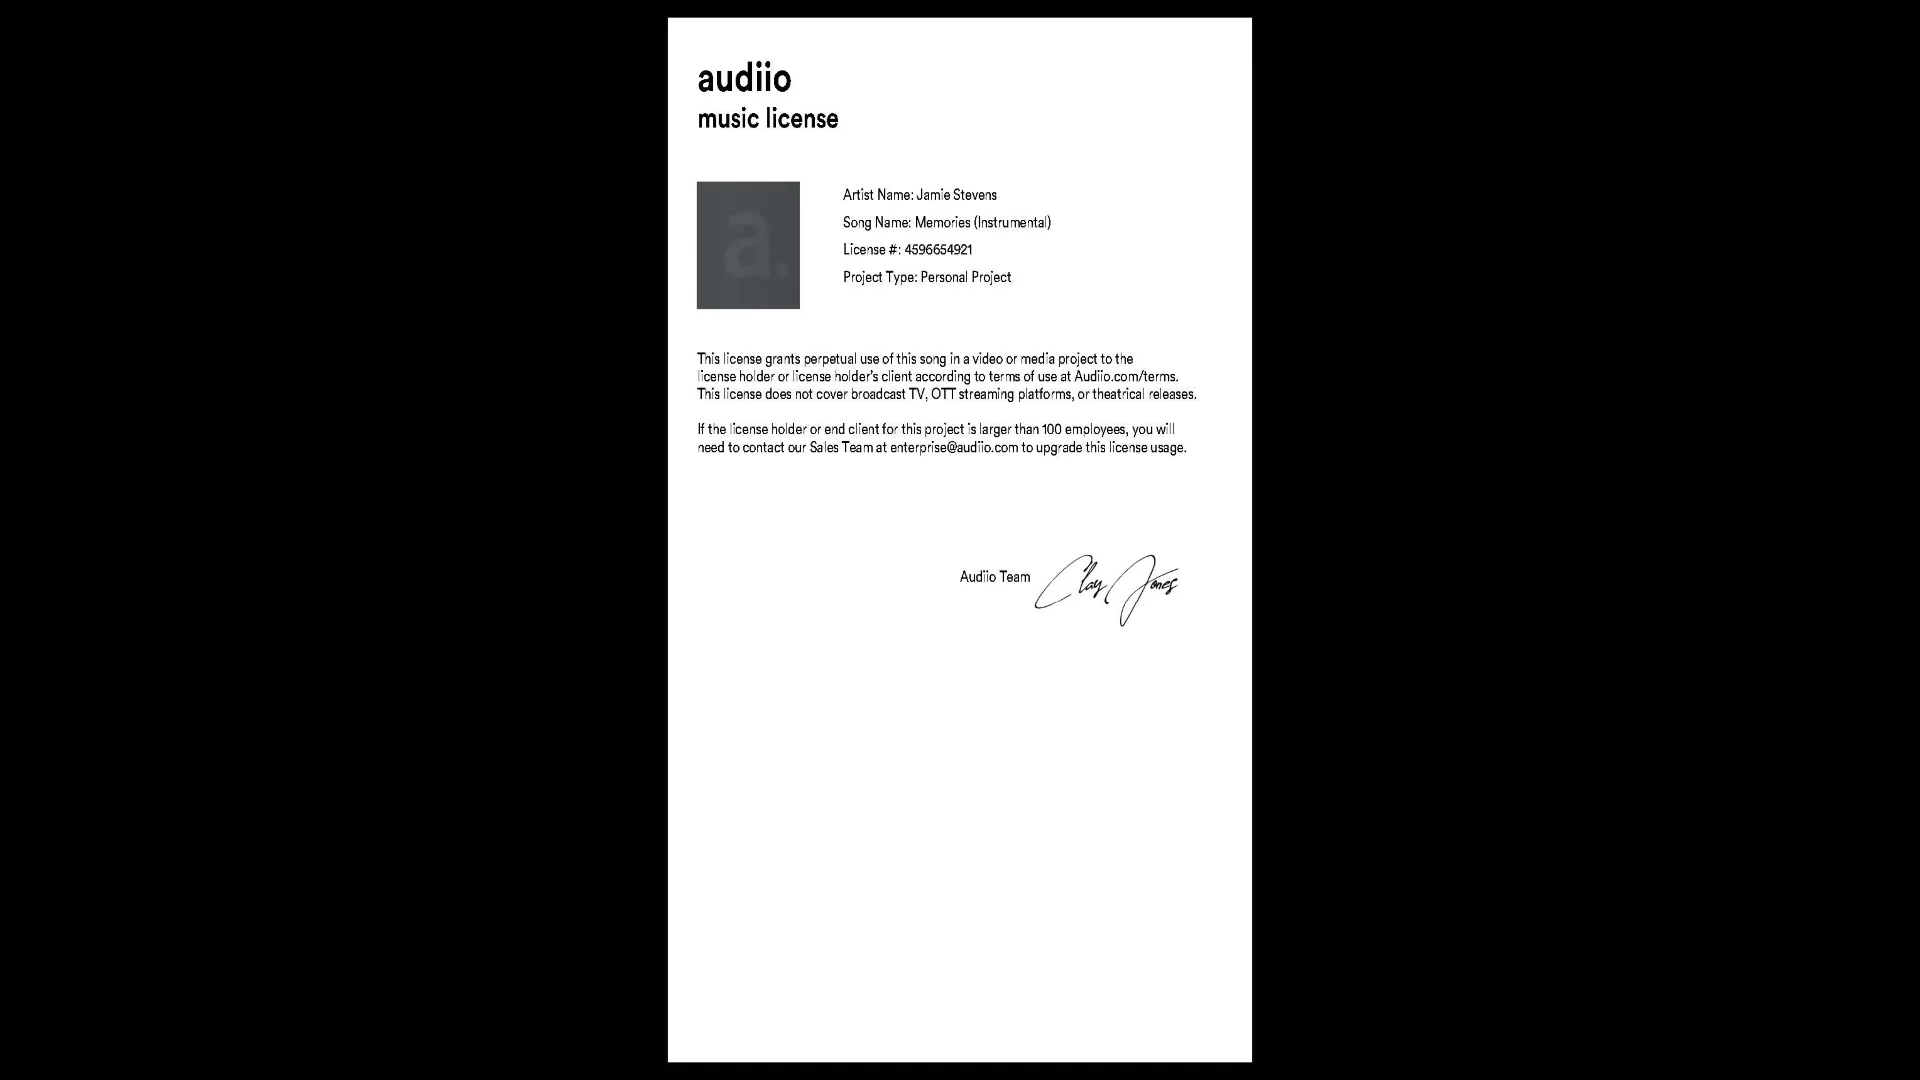 audiio
music license
a.
Artist Name: Jamie Stevens
Song Name: Memories (Instrumental)
License #: 4596654921
Project Type: Personal Project
This license grants perpetual use of this song in a video or media project to the
license holder or license holder's client according to terms of use at Audiio.com/terms.
This license does not cover broadcast TV, OTT streaming platforms, or theatrical releases.
If the license holder or end client for this project is larger than 100 employees, you will
need to contact our Sales Team at enterprise@audiio.com to upgrade this license usage.
Audiio Team Clay Jones